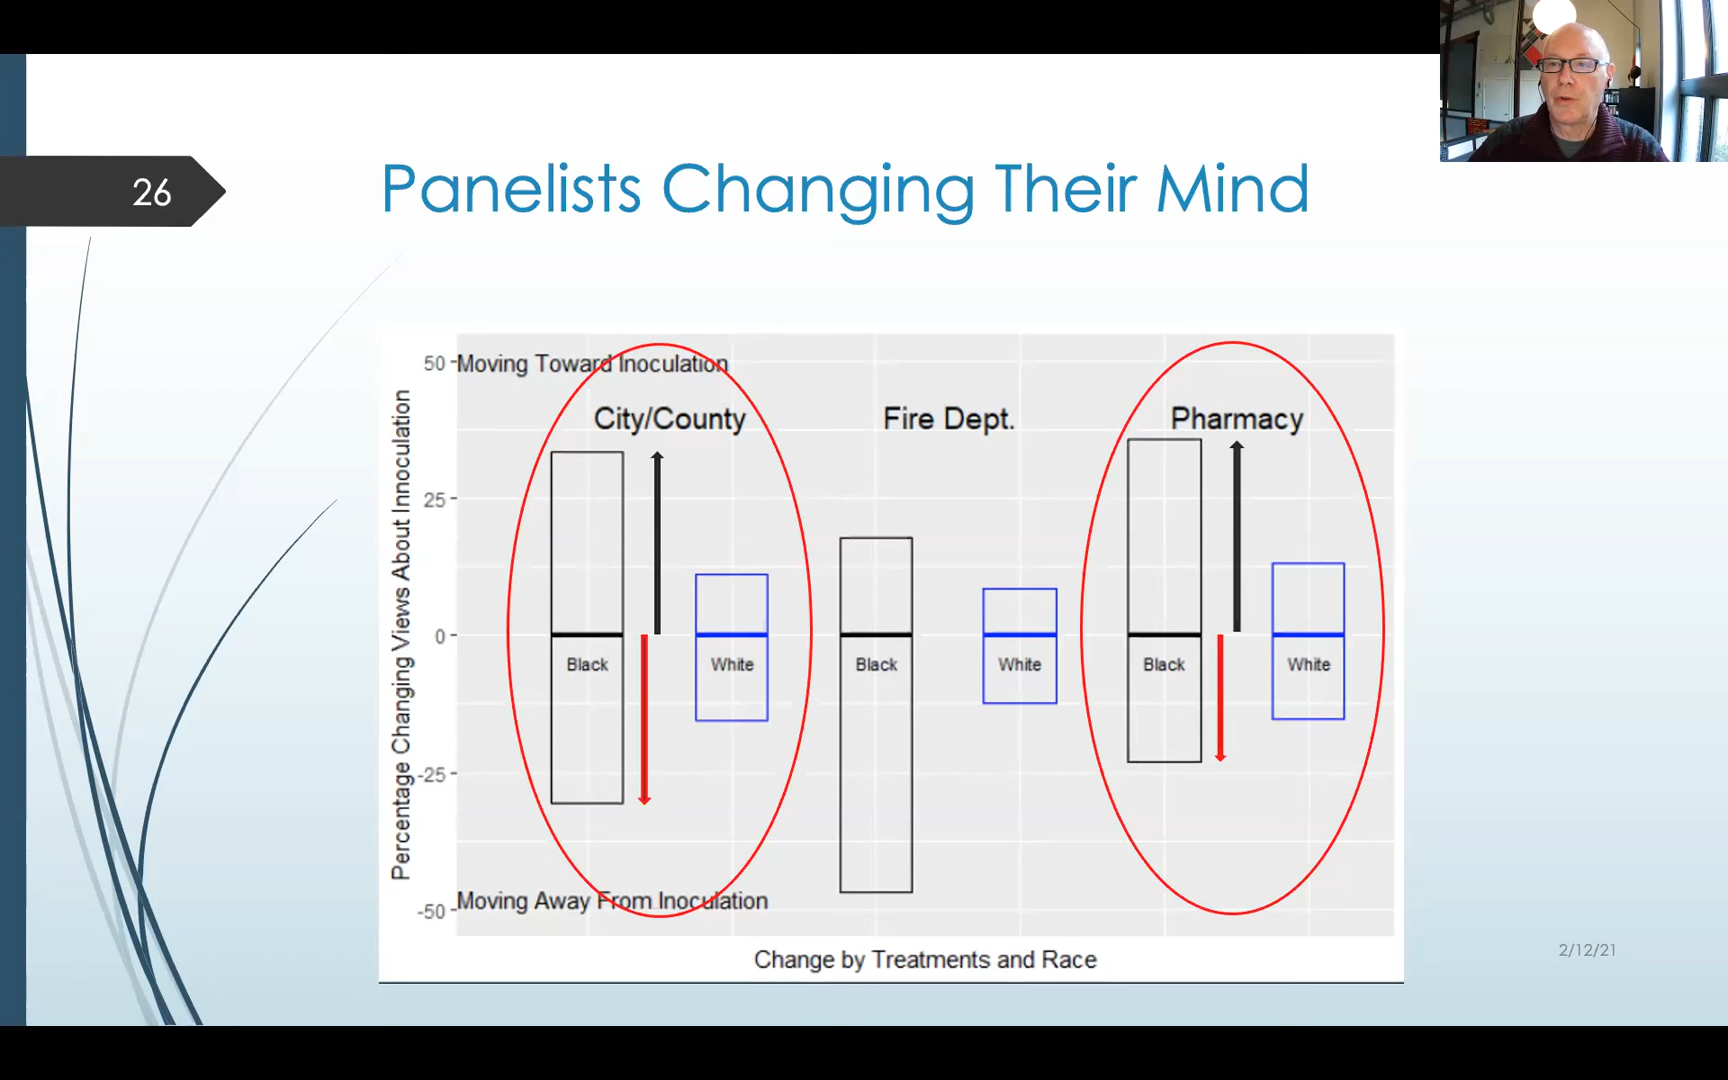 26
Panelists Changing Their Mind
Percentage Changing Views About Innoculation
50
25
0
-25
-50
Moving Toward Inoculation
City/County
Fire Dept.
Pharmacy
Black
White
Black
White
Black
White
Moving Away From Inoculation
Change by Treatments and Race
2/12/21